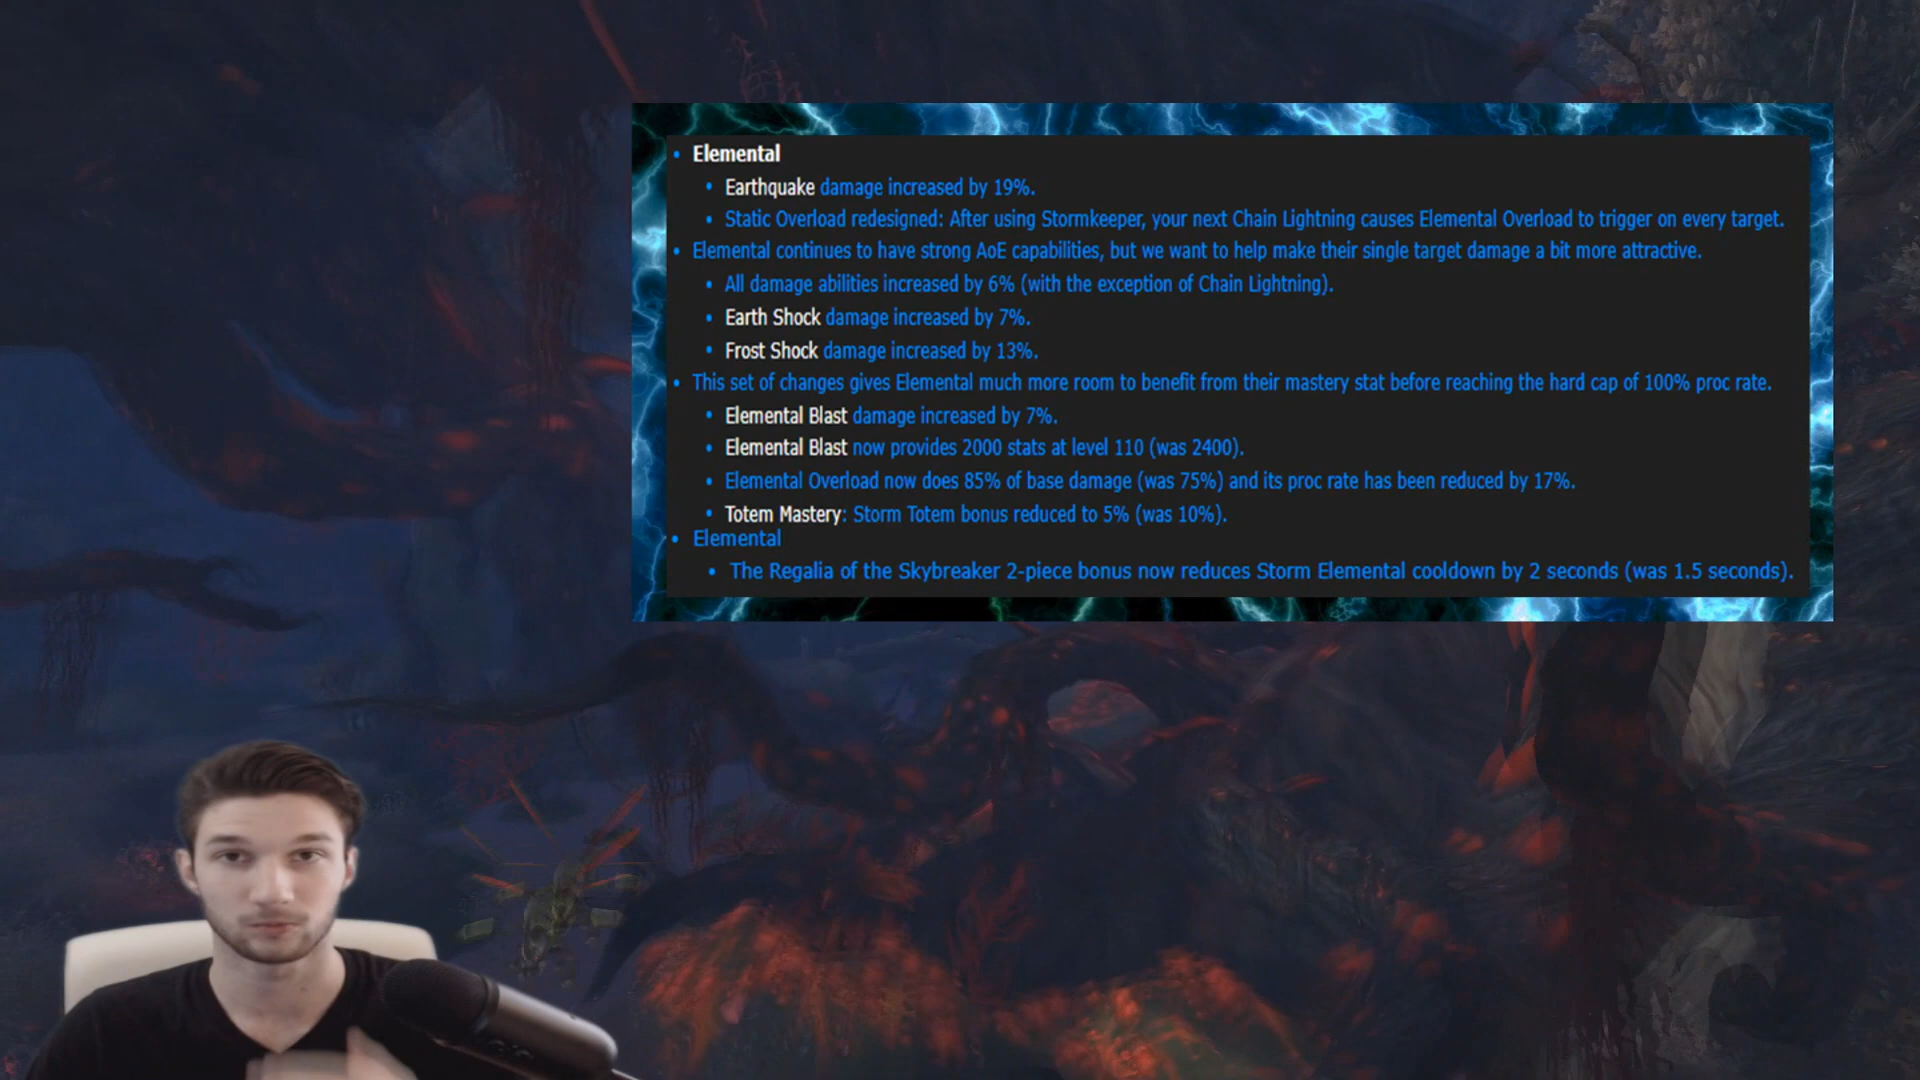 Elemental
Earthquake damage increased by 19%.
Static Overload redesigned: After using Stormkeeper, your next Chain Lightning causes Elemental Overload to trigger on every target.
Elemental continues to have strong AoE capabilities, but we want to help make their single target damage a bit more attractive.
All damage abilities increased by 6% (with the exception of Chain Lightning).
Earth Shock damage increased by 7%.
Frost Shock damage increased by 13%.
This set of changes gives Elemental much more room to benefit from their mastery stat before reaching the hard cap of 100% proc rate.
Elemental Blast damage increased by 7%.
Elemental Blast now provides 2000 stats at level 110 (was 2400).
Elemental Overload now does 85% of base damage (was 75%) and its proc rate has been reduced by 17%.
Totem Mastery: Storm Totem bonus reduced to 5% (was 10%).
Elemental
The Regalia of the Skybreaker 2-piece bonus now reduces Storm Elemental cooldown by 2 seconds (was 1.5 seconds).